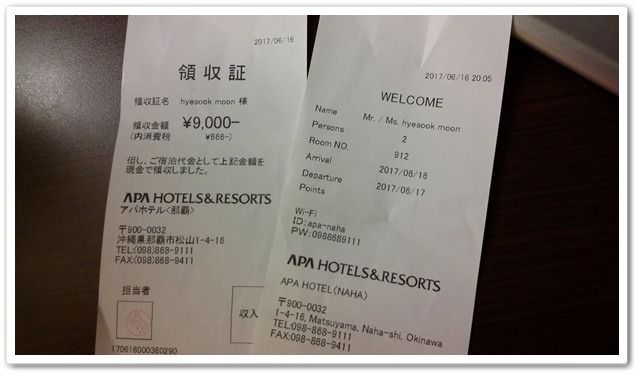 2017/06/16
領収証
領収証名 hyesook moon 様
領収金額 ¥9,000-
(内消費税 ¥666-)
但し、ご宿泊代金として上記金額を
現金で領収しました。
APA HOTELS&RESORTS
アパホテル〈那覇〉
〒900-0032
沖縄県那覇市松山1-4-16
TEL:(098)868-9111
FAX:(098)868-9411
担当者
収入
170616000380290
2017/06/16 20:05
WELCOME
Name Mr. / Ms. hyesook moon
Persons 2
Room NO. 912
Arrival 2017/06/16
Departure 2017/06/17
Points
Wi-Fi
ID: apa-naha
PW: 0988689111
APA HOTELS&RESORTS
APA HOTEL〈NAHA〉
〒900-0032
1-4-16, Matsuyama, Naha-shi, Okinawa
TEL:098-868-9111
FAX:098-868-9411